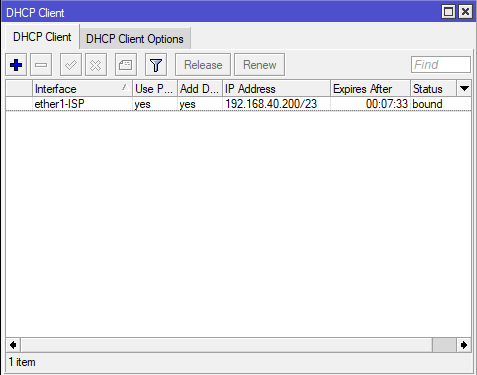 DHCP Client
DHCP Client DHCP Client Options
Release Renew Find
Interface / Use P... Add D... IP Address Expires After Status
ether1-ISP yes yes 192.168.40.200/23 00:07:33 bound
1 item